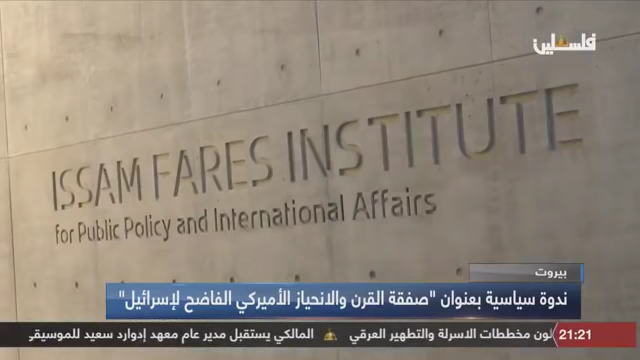 فلسطين
ISSAM FARES INSTITUTE
for Public Policy and International Affairs
بيروت
ندوة سياسية بعنوان "صفقة القرن والانحياز الأميركي الفاضح لإسرائيل"
21:21 لون مخططات الاسرلة والتطهير العرقي المالكي يستقبل مدير عام معهد إدوارد سعيد للموسيقى